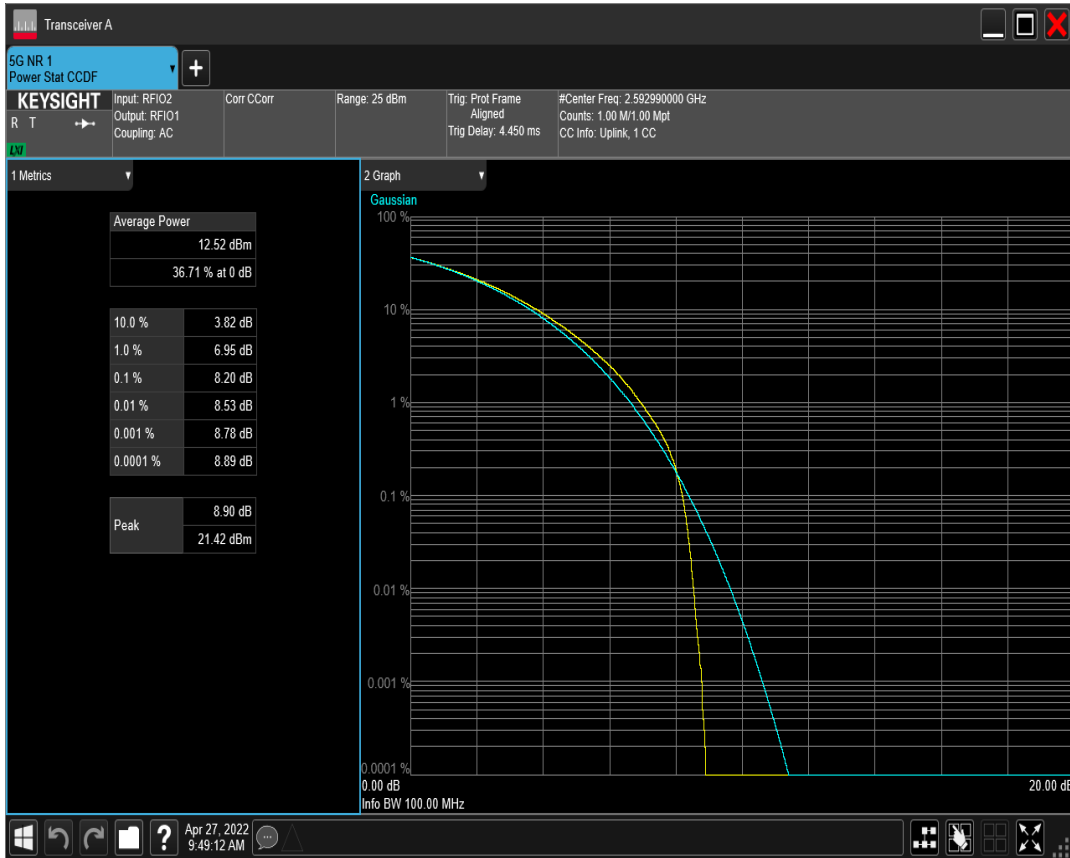 Transceiver A
5G NR 1
Power Stat CCDF
KEYSIGHT
R T
LXI
Input: RFIO2
Output: RFIO1
Coupling: AC
Corr CCorr
Range: 25 dBm
Trig: Prot Frame
Aligned
Trig Delay: 4.450 ms
#Center Freq: 2.592990000 GHz
Counts: 1.00 M/1.00 Mpt
CC Info: Uplink, 1 CC
1 Metrics
Average Power
12.52 dBm
36.71 % at 0 dB
10.0 % 3.82 dB
1.0 % 6.95 dB
0.1 % 8.20 dB
0.01 % 8.53 dB
0.001 % 8.78 dB
0.0001 % 8.89 dB
Peak 8.90 dB
21.42 dBm
2 Graph
Gaussian
100 %
10 %
1 %
0.1 %
0.01 %
0.001 %
0.0001 %
0.00 dB 20.00 dB
Info BW 100.00 MHz
? Apr 27, 2022
9:49:12 AM